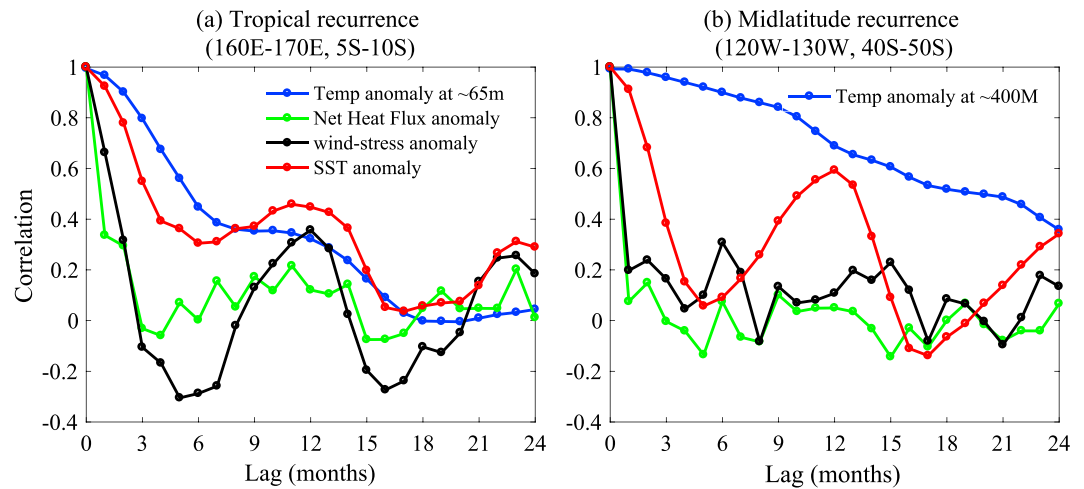 (a) Tropical recurrence
(160E-170E, 5S-10S)
(b) Midlatitude recurrence
(120W-130W, 40S-50S)
Correlation
1
0.8
0.6
0.4
0.2
0
-0.2
-0.4
Temp anomaly at ~65m
Net Heat Flux anomaly
wind-stress anomaly
SST anomaly
0 3 6 9 12 15 18 21 24
Lag (months)
1
0.8
0.6
0.4
0.2
0
-0.2
-0.4
Temp anomaly at ~400M
0 3 6 9 12 15 18 21 24
Lag (months)